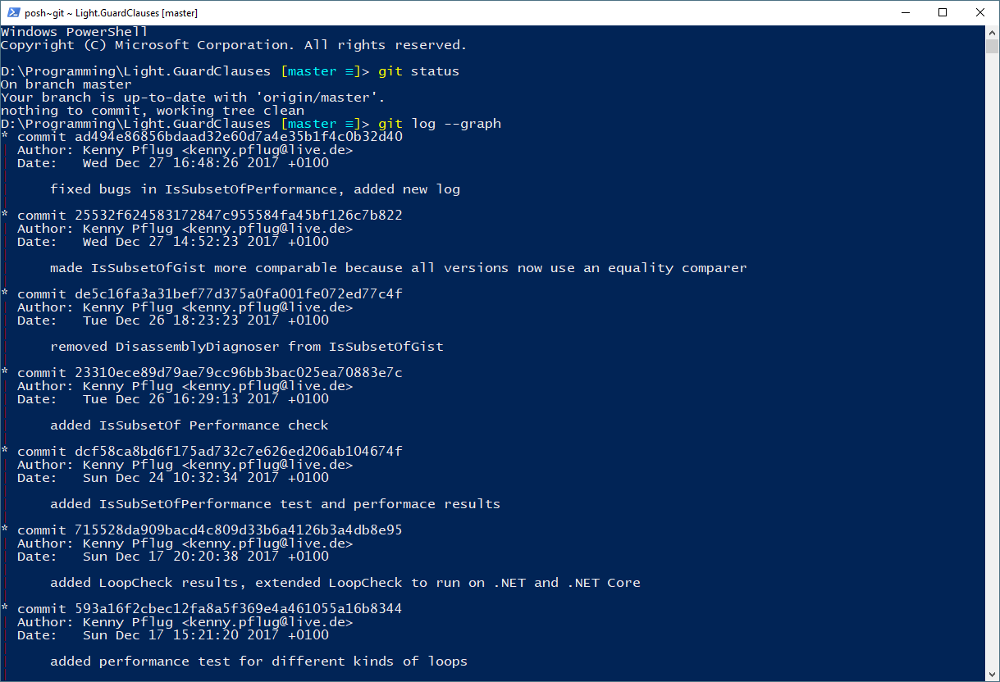 posh~git ~ Light.GuardClauses [master]
Windows PowerShell
Copyright (C) Microsoft Corporation. All rights reserved.
D:\Programming\Light.GuardClauses [master ≡]> git status
On branch master
Your branch is up-to-date with 'origin/master'.
nothing to commit, working tree clean
D:\Programming\Light.GuardClauses [master ≡]> git log --graph
* commit ad494e86856bdaad32e60d7a4e35b1f4c0b32d40
| Author: Kenny Pflug <kenny.pflug@live.de>
| Date:   Wed Dec 27 16:48:26 2017 +0100
|
|     fixed bugs in IsSubsetOfPerformance, added new log
|
* commit 25532f624583172847c955584fa45bf126c7b822
| Author: Kenny Pflug <kenny.pflug@live.de>
| Date:   Wed Dec 27 14:52:23 2017 +0100
|
|     made IsSubsetOfGist more comparable because all versions now use an equality comparer
|
* commit de5c16fa3a31bef77d375a0fa001fe072ed77c4f
| Author: Kenny Pflug <kenny.pflug@live.de>
| Date:   Tue Dec 26 18:23:23 2017 +0100
|
|     removed DisassemblyDiagnoser from IsSubsetOfGist
|
* commit 23310ece89d79ae79cc96bb3bac025ea70883e7c
| Author: Kenny Pflug <kenny.pflug@live.de>
| Date:   Tue Dec 26 16:29:13 2017 +0100
|
|     added IsSubsetOf Performance check
|
* commit dcf58ca8bd6f175ad732c7e626ed206ab104674f
| Author: Kenny Pflug <kenny.pflug@live.de>
| Date:   Sun Dec 24 10:32:34 2017 +0100
|
|     added IsSubSetOfPerformance test and performace results
|
* commit 715528da909bacd4c809d33b6a4126b3a4db8e95
| Author: Kenny Pflug <kenny.pflug@live.de>
| Date:   Sun Dec 17 20:20:38 2017 +0100
|
|     added LoopCheck results, extended LoopCheck to run on .NET and .NET Core
|
* commit 593a16f2cbec12fa8a5f369e4a461055a16b8344
| Author: Kenny Pflug <kenny.pflug@live.de>
| Date:   Sun Dec 17 15:21:20 2017 +0100
|
|     added performance test for different kinds of loops
|